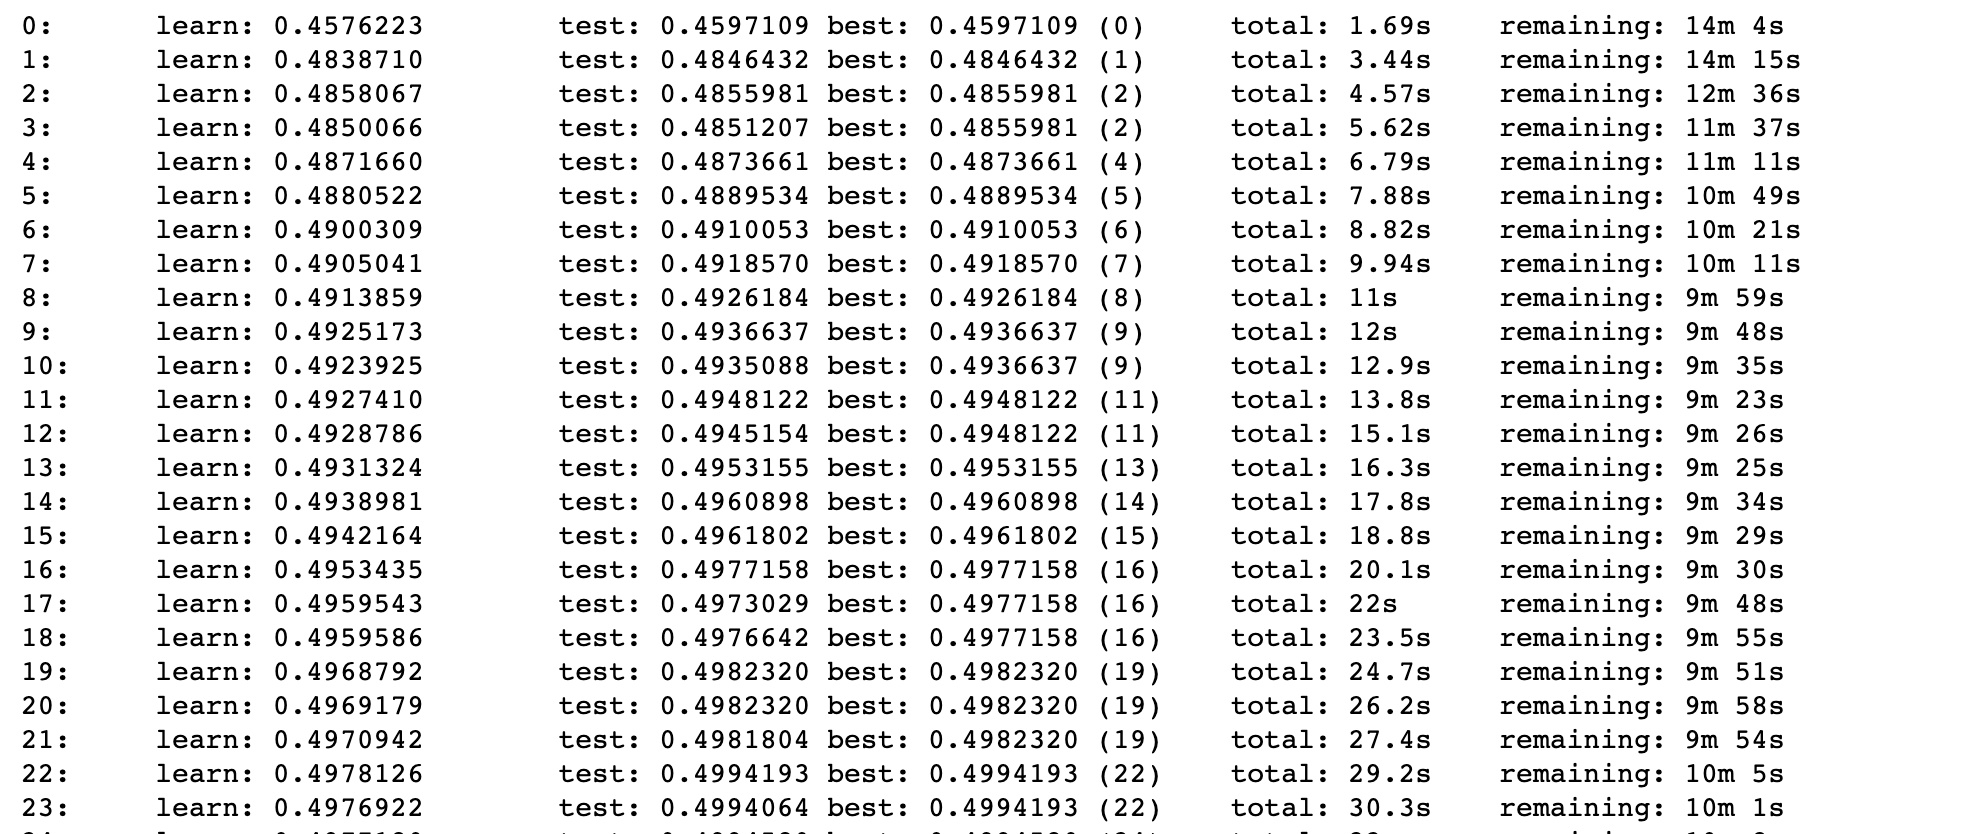 0: learn: 0.4576223 test: 0.4597109 best: 0.4597109 (0) total: 1.69s remaining: 14m 4s
1: learn: 0.4838710 test: 0.4846432 best: 0.4846432 (1) total: 3.44s remaining: 14m 15s
2: learn: 0.4858067 test: 0.4855981 best: 0.4855981 (2) total: 4.57s remaining: 12m 36s
3: learn: 0.4850066 test: 0.4851207 best: 0.4855981 (2) total: 5.62s remaining: 11m 37s
4: learn: 0.4871660 test: 0.4873661 best: 0.4873661 (4) total: 6.79s remaining: 11m 11s
5: learn: 0.4880522 test: 0.4889534 best: 0.4889534 (5) total: 7.88s remaining: 10m 49s
6: learn: 0.4900309 test: 0.4910053 best: 0.4910053 (6) total: 8.82s remaining: 10m 21s
7: learn: 0.4905041 test: 0.4918570 best: 0.4918570 (7) total: 9.94s remaining: 10m 11s
8: learn: 0.4913859 test: 0.4926184 best: 0.4926184 (8) total: 11s remaining: 9m 59s
9: learn: 0.4925173 test: 0.4936637 best: 0.4936637 (9) total: 12s remaining: 9m 48s
10: learn: 0.4923925 test: 0.4935088 best: 0.4936637 (9) total: 12.9s remaining: 9m 35s
11: learn: 0.4927410 test: 0.4948122 best: 0.4948122 (11) total: 13.8s remaining: 9m 23s
12: learn: 0.4928786 test: 0.4945154 best: 0.4948122 (11) total: 15.1s remaining: 9m 26s
13: learn: 0.4931324 test: 0.4953155 best: 0.4953155 (13) total: 16.3s remaining: 9m 25s
14: learn: 0.4938981 test: 0.4960898 best: 0.4960898 (14) total: 17.8s remaining: 9m 34s
15: learn: 0.4942164 test: 0.4961802 best: 0.4961802 (15) total: 18.8s remaining: 9m 29s
16: learn: 0.4953435 test: 0.4977158 best: 0.4977158 (16) total: 20.1s remaining: 9m 30s
17: learn: 0.4959543 test: 0.4973029 best: 0.4977158 (16) total: 22s remaining: 9m 48s
18: learn: 0.4959586 test: 0.4976642 best: 0.4977158 (16) total: 23.5s remaining: 9m 55s
19: learn: 0.4968792 test: 0.4982320 best: 0.4982320 (19) total: 24.7s remaining: 9m 51s
20: learn: 0.4969179 test: 0.4982320 best: 0.4982320 (19) total: 26.2s remaining: 9m 58s
21: learn: 0.4970942 test: 0.4981804 best: 0.4982320 (19) total: 27.4s remaining: 9m 54s
22: learn: 0.4978126 test: 0.4994193 best: 0.4994193 (22) total: 29.2s remaining: 10m 5s
23: learn: 0.4976922 test: 0.4994064 best: 0.4994193 (22) total: 30.3s remaining: 10m 1s